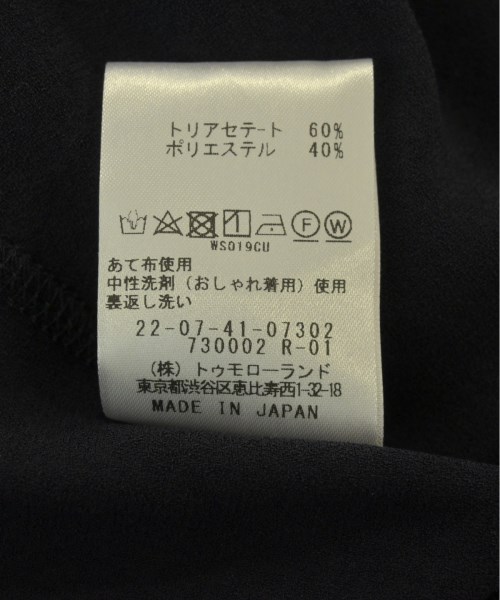 トリアセテ-ト 60%
ポリエステル 40%
F W
WS019CU
あて布使用
中性洗剤（おしゃれ着用）使用
裏返し洗い
22-07-41-07302
730002 R-01
（株）トゥモローランド
東京都渋谷区恵比寿西1-32-18
MADE IN JAPAN